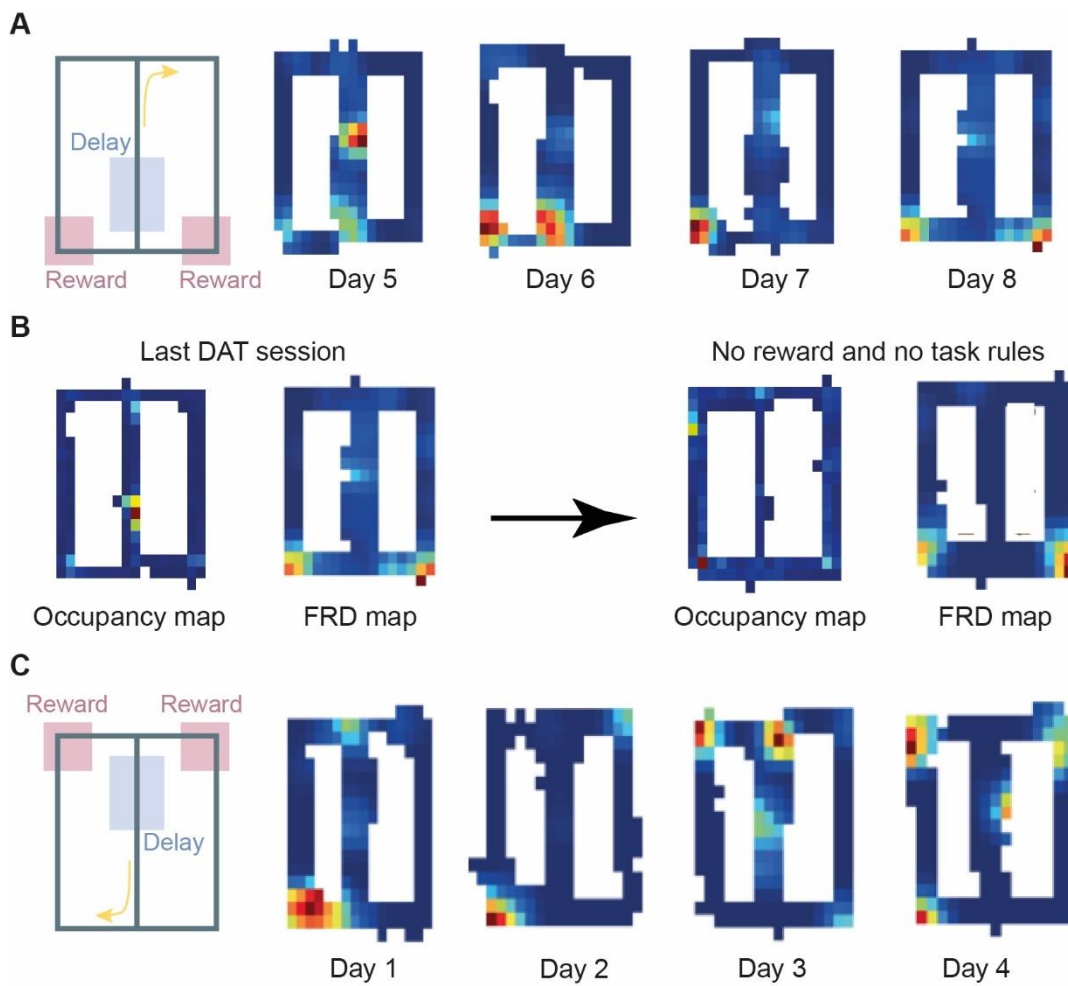 A
Delay
Reward Reward
Day 5 Day 6 Day 7 Day 8
B
Last DAT session No reward and no task rules
Occupancy map FRD map Occupancy map FRD map
C
Reward Reward
Delay
Day 1 Day 2 Day 3 Day 4